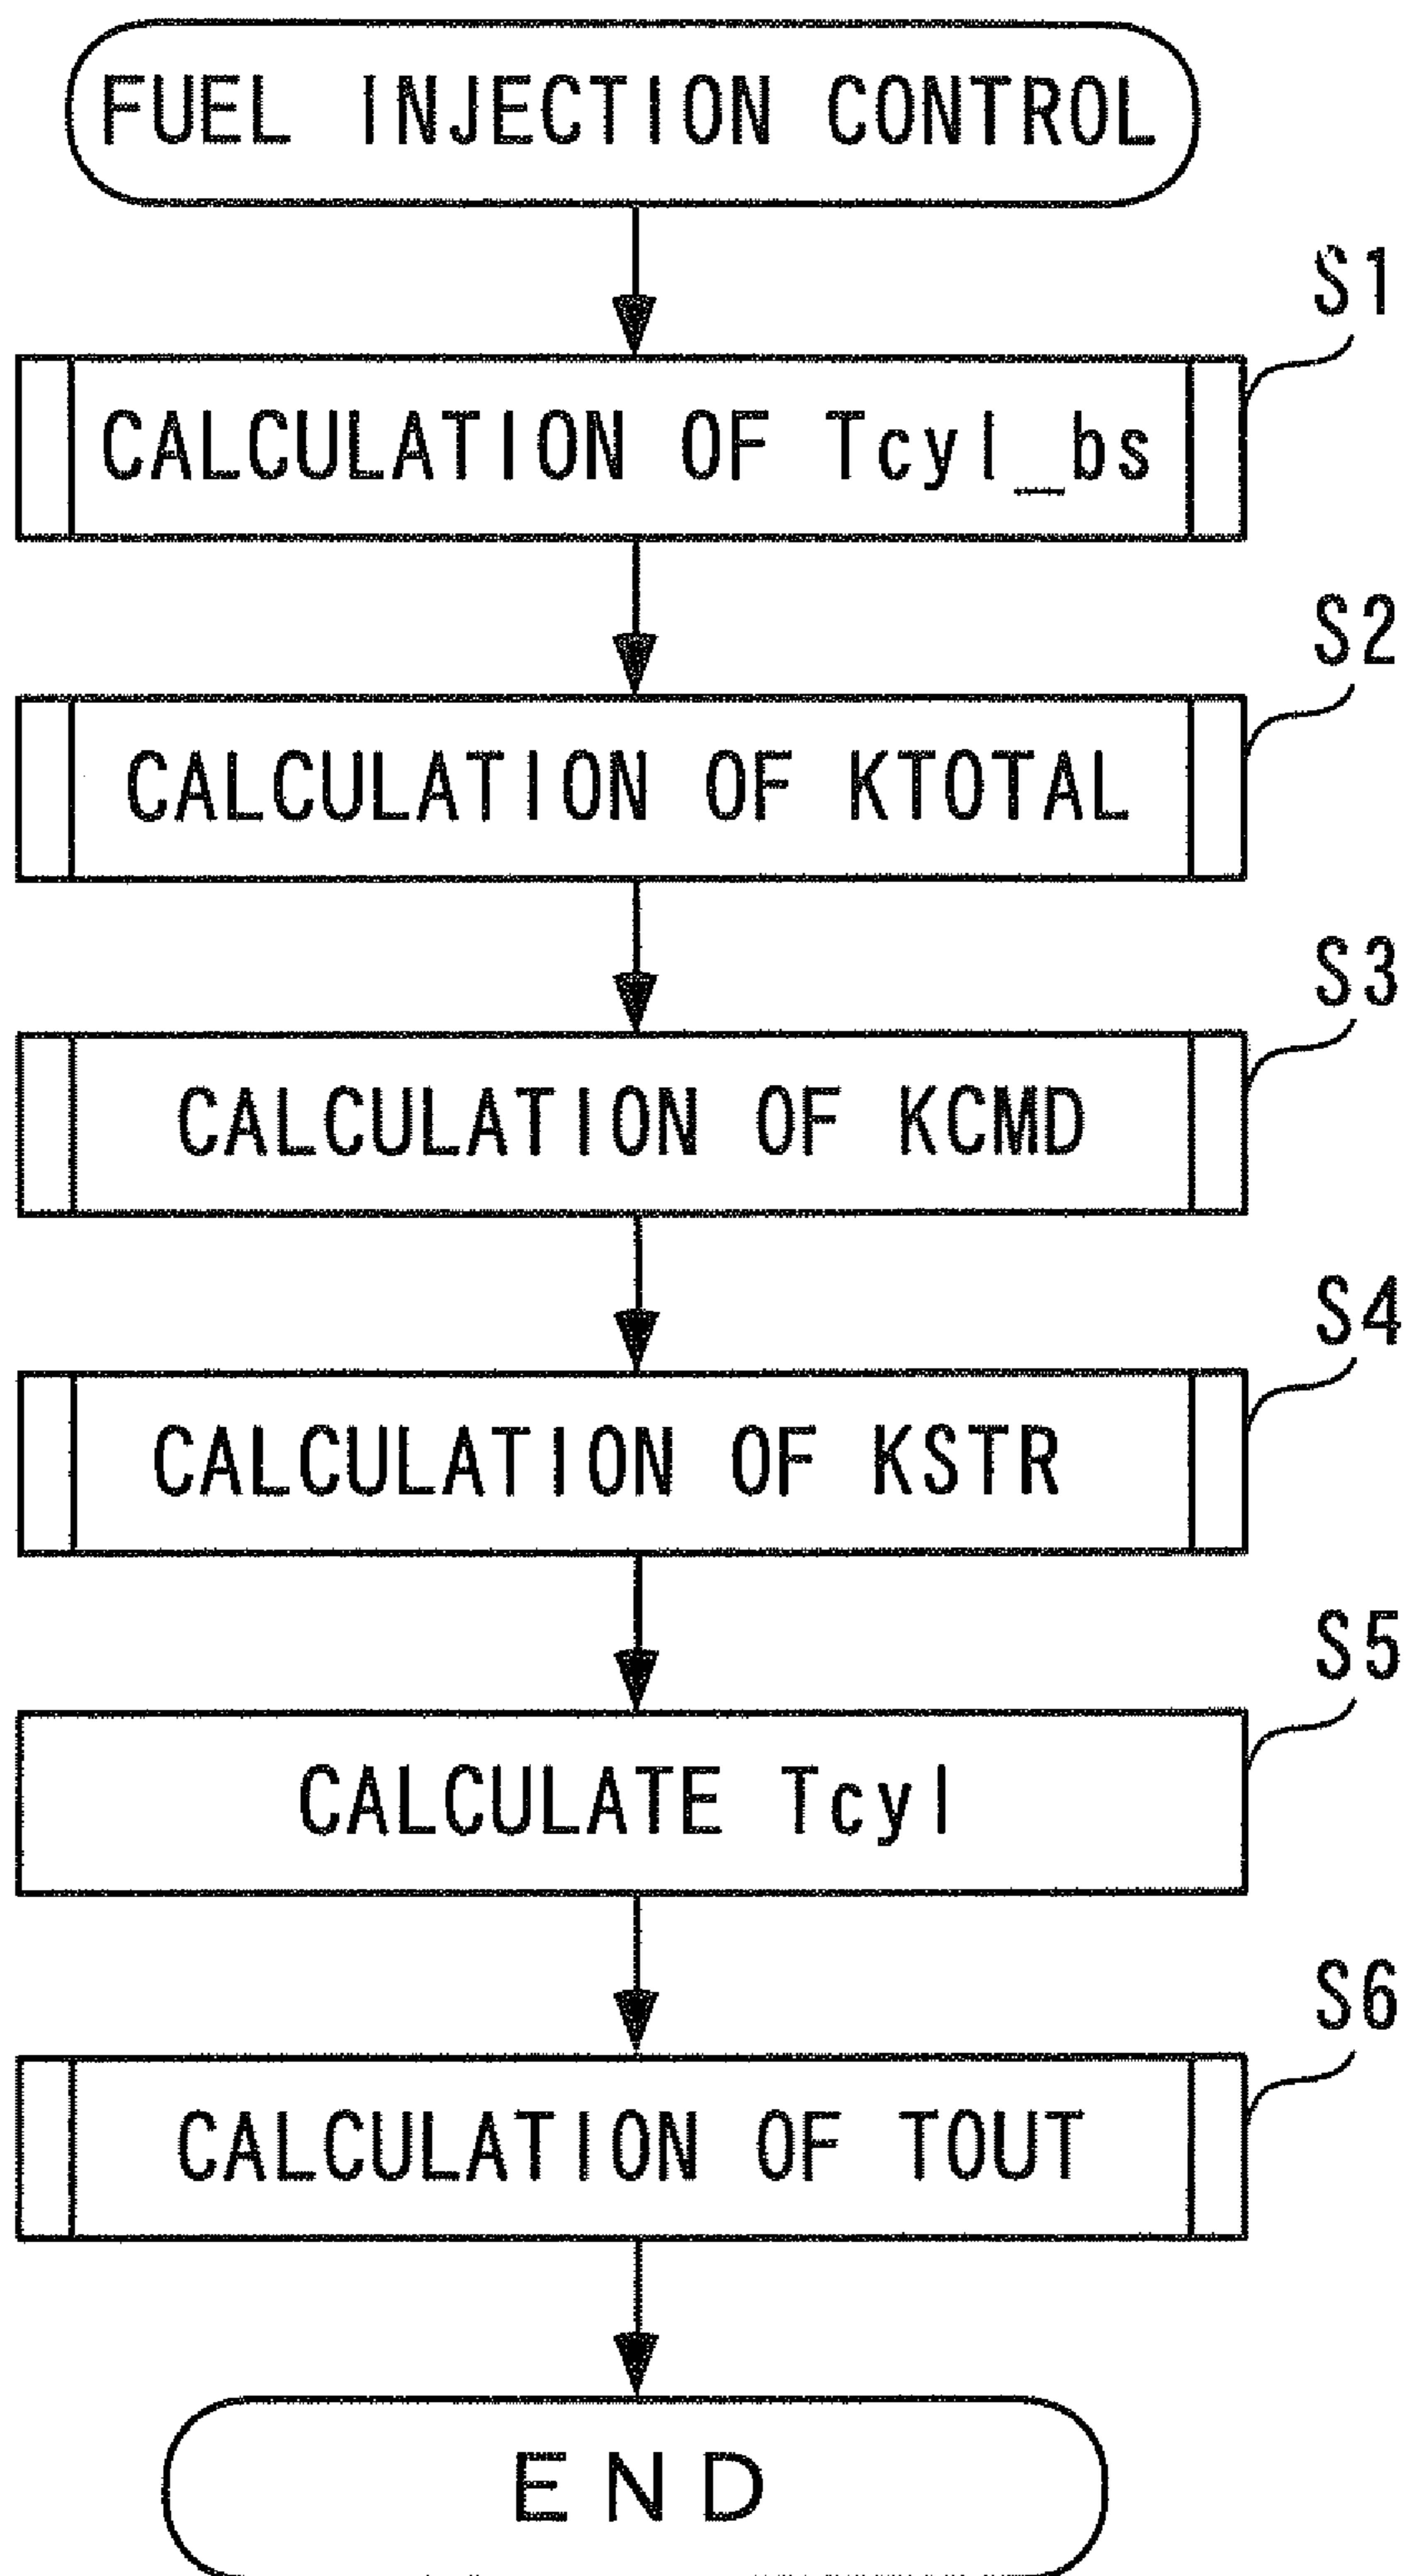 FUEL INJECTION CONTROL
S1
CALCULATION OF Tcyl_bs
S2
CALCULATION OF KTOTAL
S3
CALCULATION OF KCMD
S4
CALCULATION OF KSTR
S5
CALCULATE Tcyl
S6
CALCULATION OF TOUT
END